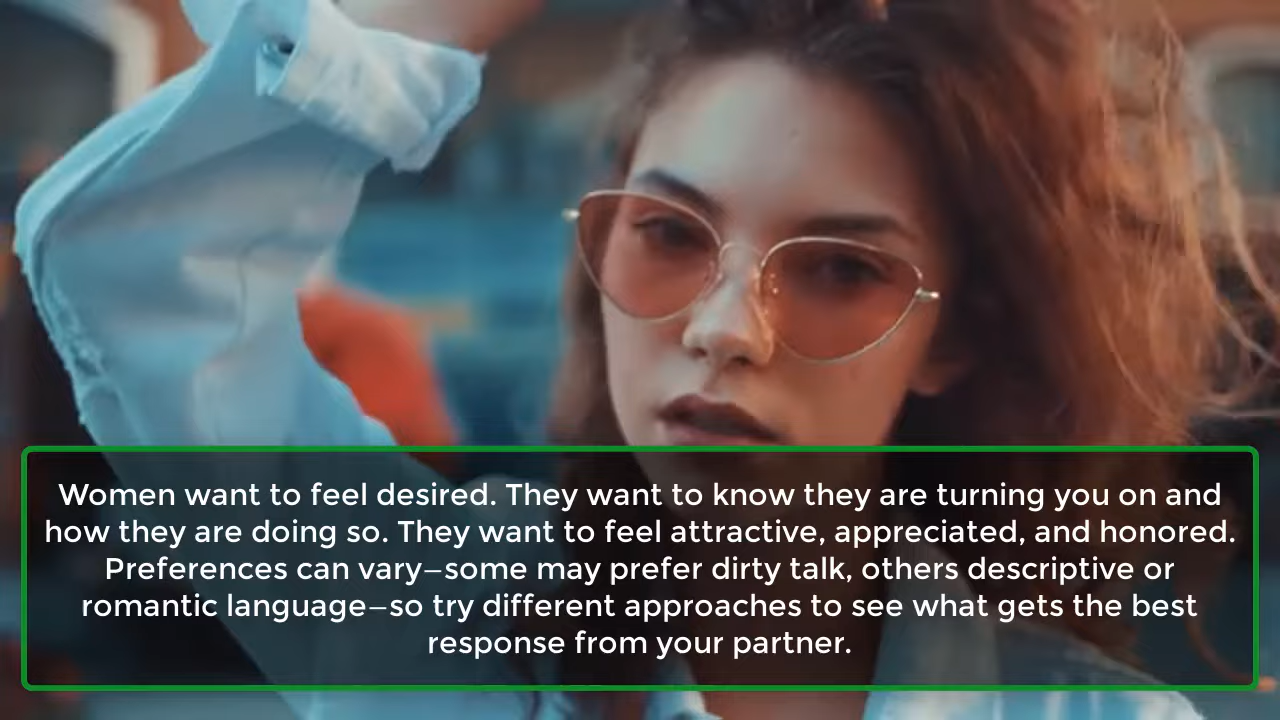 Women want to feel desired. They want to know they are turning you on and
how they are doing so. They want to feel attractive, appreciated, and honored.
Preferences can vary—some may prefer dirty talk, others descriptive or
romantic language—so try different approaches to see what gets the best
response from your partner.